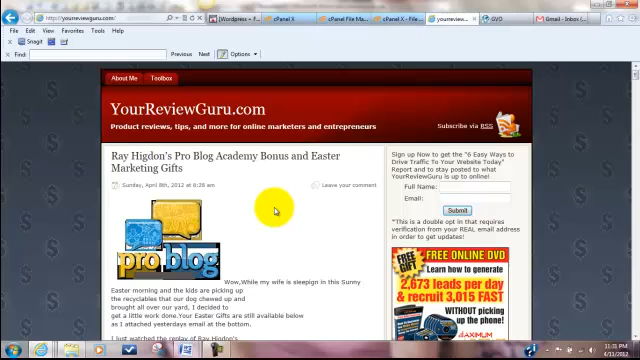 http://yourreviewguru.com/
[Wordpress = F...
cPanel X
cPanel File Ma...
cPanel X - F...
yourreview...
GVO
Gmail - Inbox (...
File Edit View Favorites Tools Help
SnagIt
Find: Previous Next Options
About Me Toolbox
YourReviewGuru.com
Product reviews, tips, and more for online marketers and entrepreneurs
Subscribe via RSS
Ray Higdon's Pro Blog Academy Bonus and Easter
Marketing Gifts
Sunday, April 8th, 2012 at 8:26 am
Leave your comment
problog
Wow,While my wife is sleepign in this Sunny
Easter morning and the kids are picking up
the recyclables that our dog chewed up and
brought all over our yard, I decided to
get a little work done.Your Easter Gifts are still available below
as I attached yesterdays email at the bottom.
I just watched the replay of Ray Higdon's
Sign up Now to get the "6 Easy Ways to
Drive Traffic To Your Website Today"
Report and to stay posted to what
YourReviewGuru is up to online!
Full Name:
Email:
Submit
*This is a double opt in that requires
verification from your REAL email address
in order to get updates!
FREE GIFT
FREE ONLINE DVD
Learn how to generate
2,673 leads per day
& recruit 3,015 FAST
WITHOUT PICKING
UP THE PHONE!
MAXIMUM
11:31 PM
4/11/2012